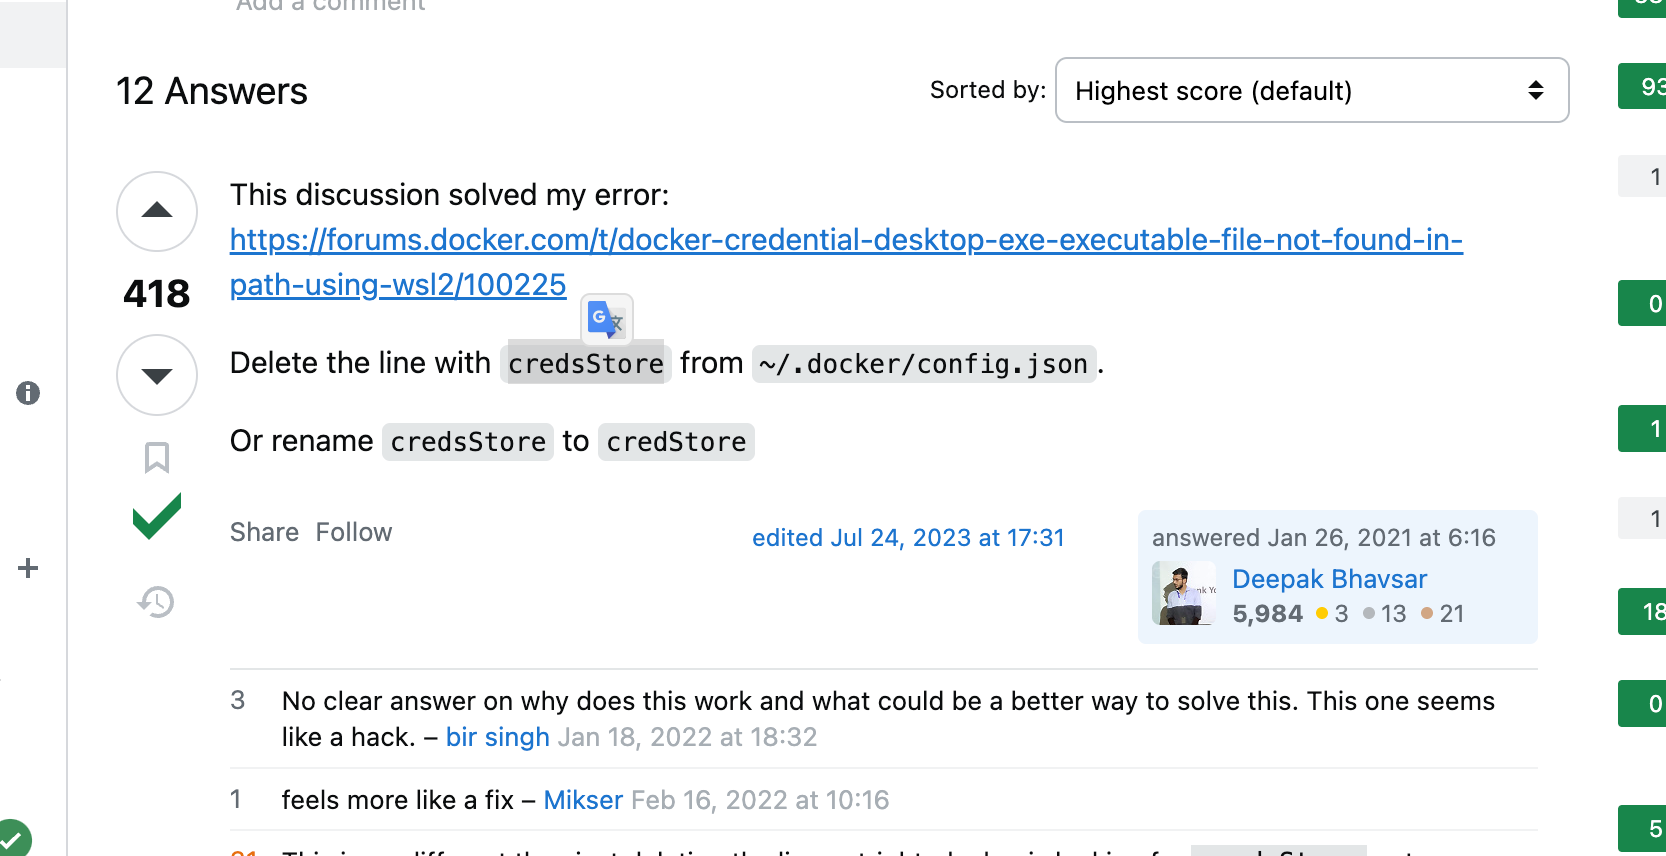 Add a comment
12 Answers
Sorted by:
Highest score (default)
93
1
This discussion solved my error:
https://forums.docker.com/t/docker-credential-desktop-exe-executable-file-not-found-in-
path-using-wsl2/100225
418
0
Delete the line with credsStore from ~/.docker/config.json.
1
Or rename credsStore to credStore
1
Share Follow
edited Jul 24, 2023 at 17:31
answered Jan 26, 2021 at 6:16
Deepak Bhavsar
5,984 3 13 21
18
3 No clear answer on why does this work and what could be a better way to solve this. This one seems
like a hack. – bir singh Jan 18, 2022 at 18:32
0
1 feels more like a fix – Mikser Feb 16, 2022 at 10:16
5